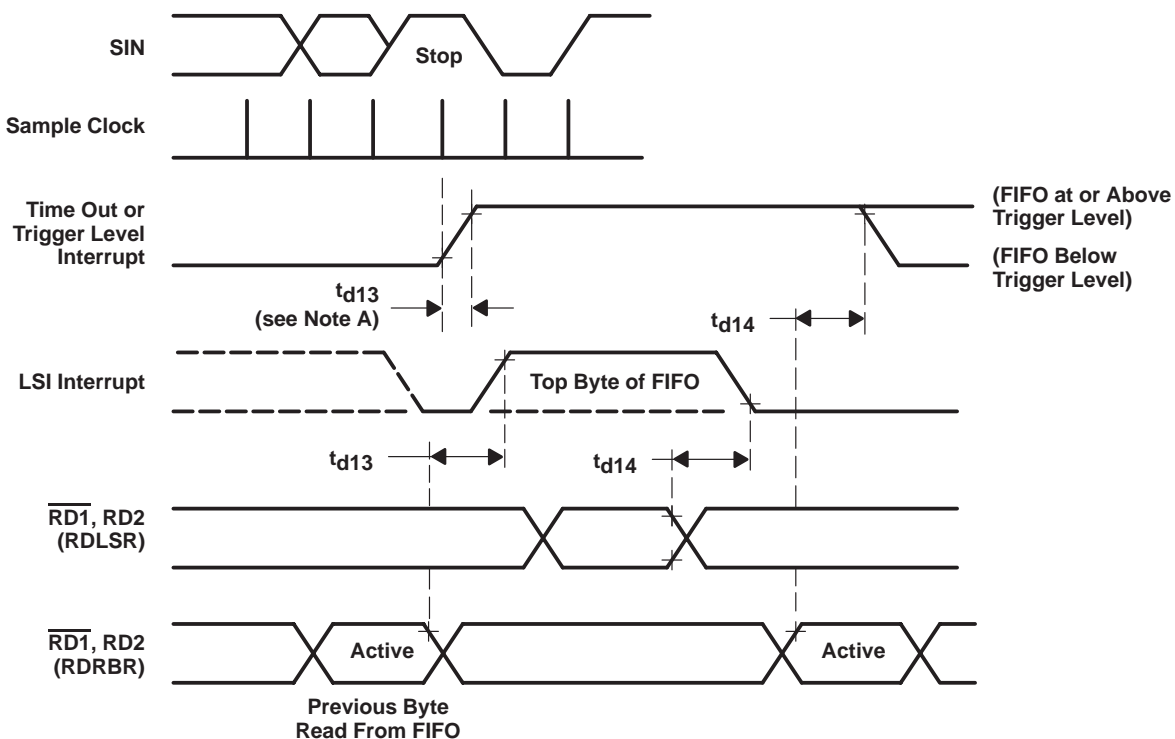 SIN
Stop
Sample Clock
Time Out or
Trigger Level
Interrupt
(FIFO at or Above
Trigger Level)
(FIFO Below
Trigger Level)
td13
(see Note A)
td14
LSI Interrupt
Top Byte of FIFO
td13
td14
RD1, RD2
(RDLSR)
RD1, RD2
(RDRBR)
Active
Active
Previous Byte
Read From FIFO